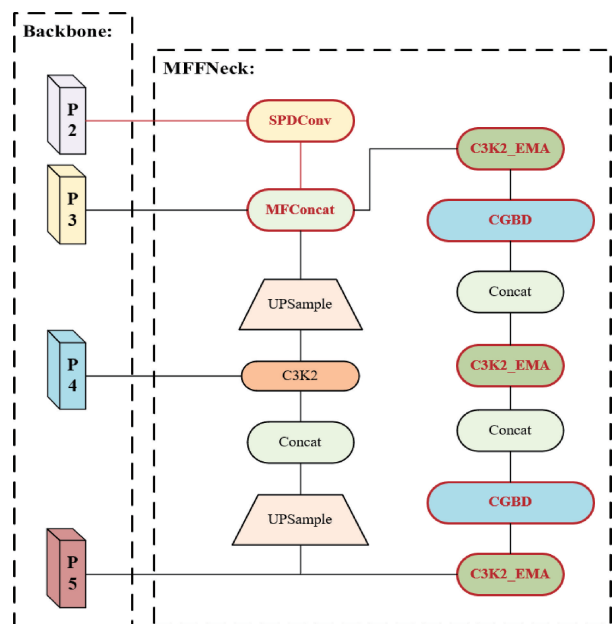 Backbone:
MFFNeck:
P
2
SPDConv
C3K2_EMA
P
3
MFConcat
CGBD
UPSample
Concat
P
4
C3K2
C3K2_EMA
Concat
Concat
UPSample
CGBD
P
5
C3K2_EMA